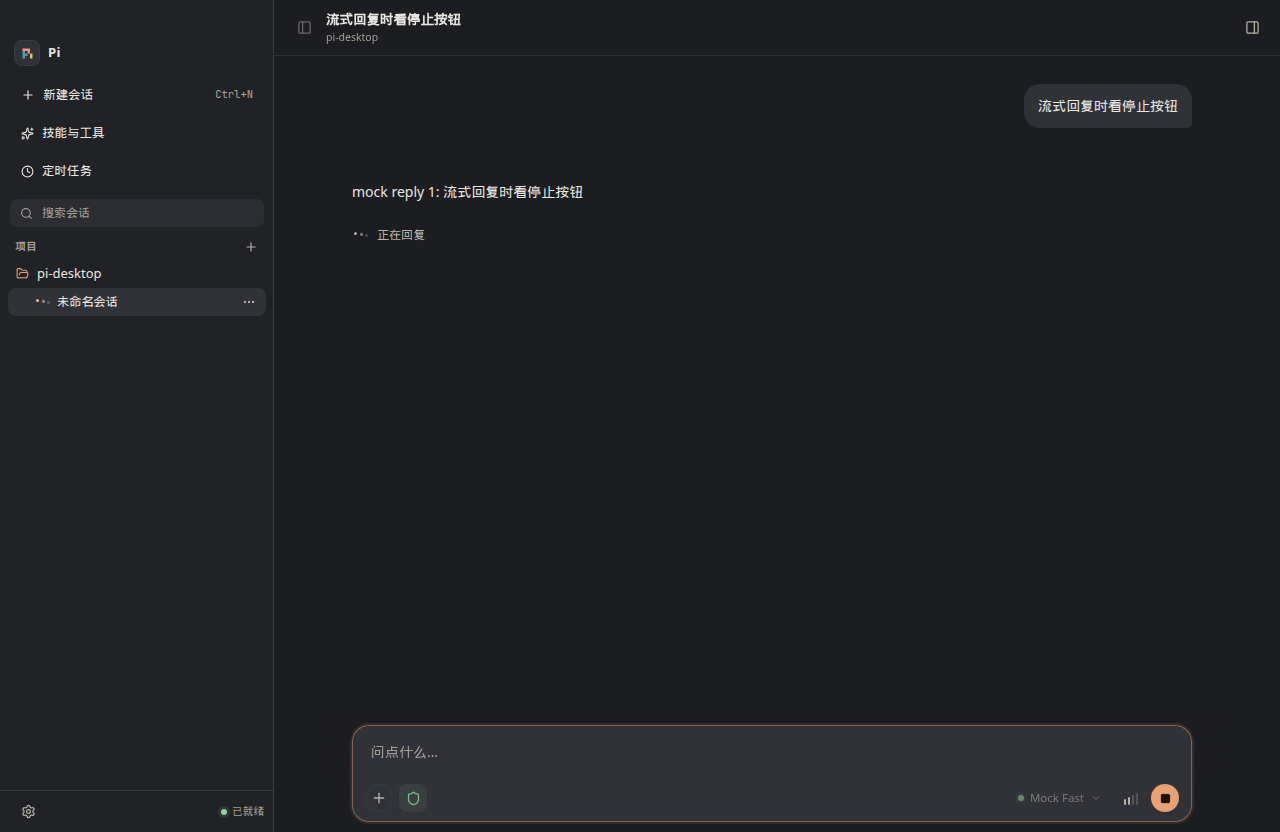 Pi
新建会话 Ctrl+N
技能与工具
定时任务
搜索会话
项目
pi-desktop
未命名会话
已就绪
流式回复时看停止按钮
pi-desktop
流式回复时看停止按钮
mock reply 1: 流式回复时看停止按钮
正在回复
问点什么...
Mock Fast